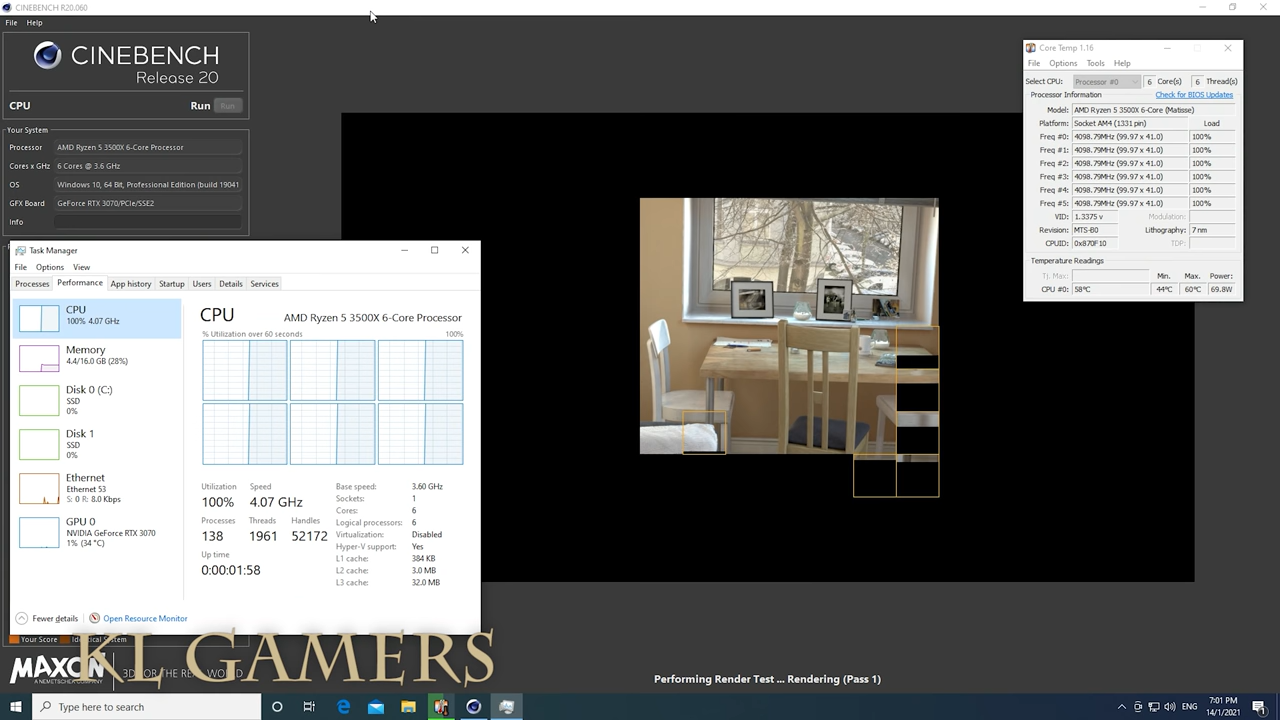 CINEBENCH R20.060
File Help
CINEBENCH
Release 20
CPU Run Run
Your System
Processor AMD Ryzen 5 3500X 6-Core Processor
Cores x GHz 6 Cores @ 3.6 GHz
OS Windows 10, 64 Bit, Professional Edition (build 19041
GFX Board GeForce RTX 3070/PCIe/SSE2
Info
Task Manager
File Options View
Processes Performance App history Startup Users Details Services
CPU
100% 4.07 GHz
Memory
4.4/16.0 GB (28%)
Disk 0 (C:)
SSD
0%
Disk 1
SSD
0%
Ethernet
Ethernet 53
S: 0 R: 8.0 Kbps
GPU 0
NVIDIA GeForce RTX 3070
1% (34 °C)
CPU AMD Ryzen 5 3500X 6-Core Processor
% Utilization over 60 seconds 100%
Utilization Speed
100% 4.07 GHz
Processes Threads Handles
138 1961 52172
Up time
0:00:01:58
Base speed: 3.60 GHz
Sockets: 1
Cores: 6
Logical processors: 6
Virtualization: Disabled
Hyper-V support: Yes
L1 cache: 384 KB
L2 cache: 3.0 MB
L3 cache: 32.0 MB
Fewer details Open Resource Monitor
Your Score Identical System
MAXON
A NEMETSCHEK COMPANY
3D FOR THE REAL WORLD
KL GAMERS
Core Temp 1.16
File Options Tools Help
Select CPU: Processor #0 6 Core(s) 6 Thread(s)
Processor Information Check for BIOS Updates
Model: AMD Ryzen 5 3500X 6-Core (Matisse)
Platform: Socket AM4 (1331 pin) Load
Freq #0: 4098.79MHz (99.97 x 41.0) 100%
Freq #1: 4098.79MHz (99.97 x 41.0) 100%
Freq #2: 4098.79MHz (99.97 x 41.0) 100%
Freq #3: 4098.79MHz (99.97 x 41.0) 100%
Freq #4: 4098.79MHz (99.97 x 41.0) 100%
Freq #5: 4098.79MHz (99.97 x 41.0) 100%
VID: 1.3375 v Modulation:
Revision: MTS-B0 Lithography: 7 nm
CPUID: 0x870F10 TDP:
Temperature Readings
Tj. Max: Min. Max. Power:
CPU #0: 58°C 44°C 60°C 69.8W
Performing Render Test ... Rendering (Pass 1)
Type here to search
ENG
7:01 PM
14/1/2021